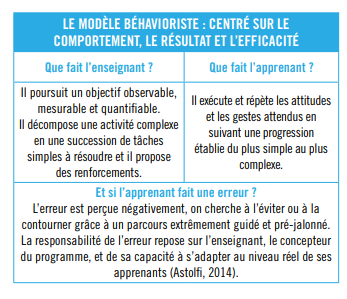 LE MODÈLE BÉHAVIORISTE : CENTRÉ SUR LE
COMPORTEMENT, LE RÉSULTAT ET L'EFFICACITÉ
Que fait l'enseignant ?
Il poursuit un objectif observable,
mesurable et quantifiable.
Il décompose une activité complexe
en une succession de tâches
simples à résoudre et il propose
des renforcements.
Que fait l'apprenant ?
Il exécute et répète les attitudes
et les gestes attendus en
suivant une progression
établie du plus simple au plus
complexe.
Et si l'apprenant fait une erreur ?
L'erreur est perçue négativement, on cherche à l'éviter ou à la
contourner grâce à un parcours extrêmement guidé et pré-jalonné.
La responsabilité de l'erreur repose sur l'enseignant, le concepteur
du programme, et de sa capacité à s'adapter au niveau réel de ses
apprenants (Astolfi, 2014).